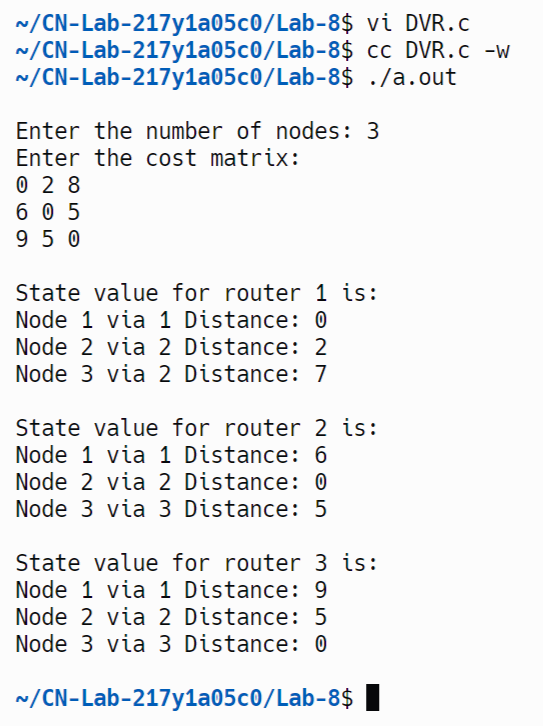 ~/CN-Lab-217y1a05c0/Lab-8$ vi DVR.c
~/CN-Lab-217y1a05c0/Lab-8$ cc DVR.c -w
~/CN-Lab-217y1a05c0/Lab-8$ ./a.out
Enter the number of nodes: 3
Enter the cost matrix:
0 2 8
6 0 5
9 5 0
State value for router 1 is:
Node 1 via 1 Distance: 0
Node 2 via 2 Distance: 2
Node 3 via 2 Distance: 7
State value for router 2 is:
Node 1 via 1 Distance: 6
Node 2 via 2 Distance: 0
Node 3 via 3 Distance: 5
State value for router 3 is:
Node 1 via 1 Distance: 9
Node 2 via 2 Distance: 5
Node 3 via 3 Distance: 0
~/CN-Lab-217y1a05c0/Lab-8$